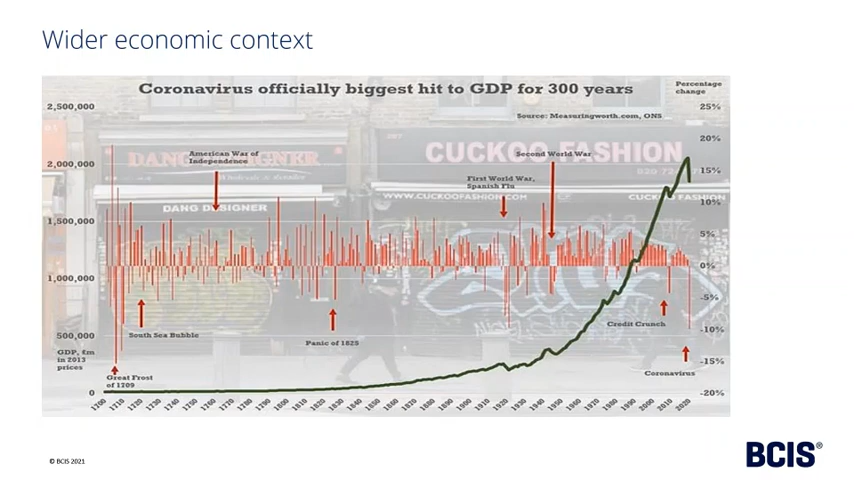 Wider economic context
Coronavirus officially biggest hit to GDP for 300 years
Percentage
change
Source: Measuringworth.com, ONS
2,500,000
2,000,000
1,500,000
1,000,000
500,000
0
GDP, £m
in 2013
prices
25%
20%
15%
10%
5%
0%
-5%
-10%
-15%
-20%
American War of
Independence
First World War,
Spanish Flu
Second World War
South Sea Bubble
Great Frost
of 1709
Panic of 1825
Credit Crunch
Coronavirus
CUCKOO FASHION
WWW.CUCKOOFASHION
CUCKOO FASHION
DANG DESIGNER
1700 1710 1720 1730 1740 1750 1760 1770 1780 1790 1800 1810 1820 1830 1840 1850 1860 1870 1880 1890 1900 1910 1920 1930 1940 1950 1960 1970 1980 1990 2000 2010 2020
© BCIS 2021
BCIS®